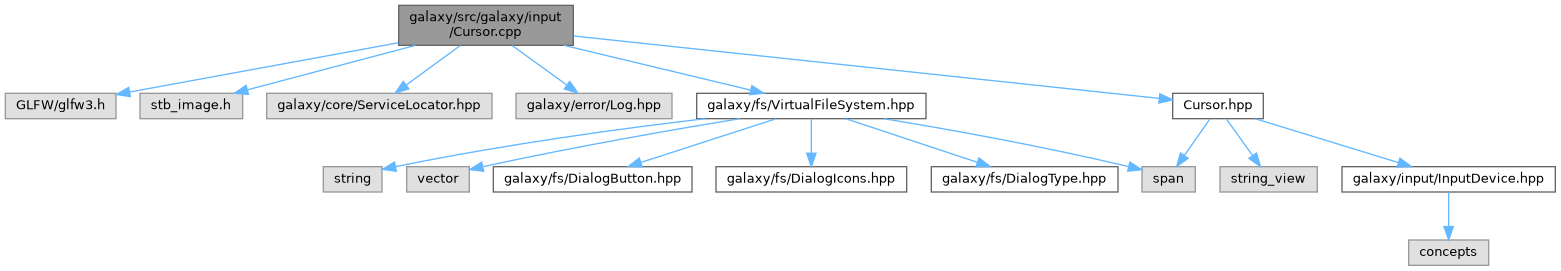 galaxy/src/galaxy/input
/Cursor.cpp
GLFW/glfw3.h
stb_image.h
galaxy/core/ServiceLocator.hpp
galaxy/error/Log.hpp
galaxy/fs/VirtualFileSystem.hpp
Cursor.hpp
string
vector
galaxy/fs/DialogButton.hpp
galaxy/fs/DialogIcons.hpp
galaxy/fs/DialogType.hpp
span
string_view
galaxy/input/InputDevice.hpp
concepts